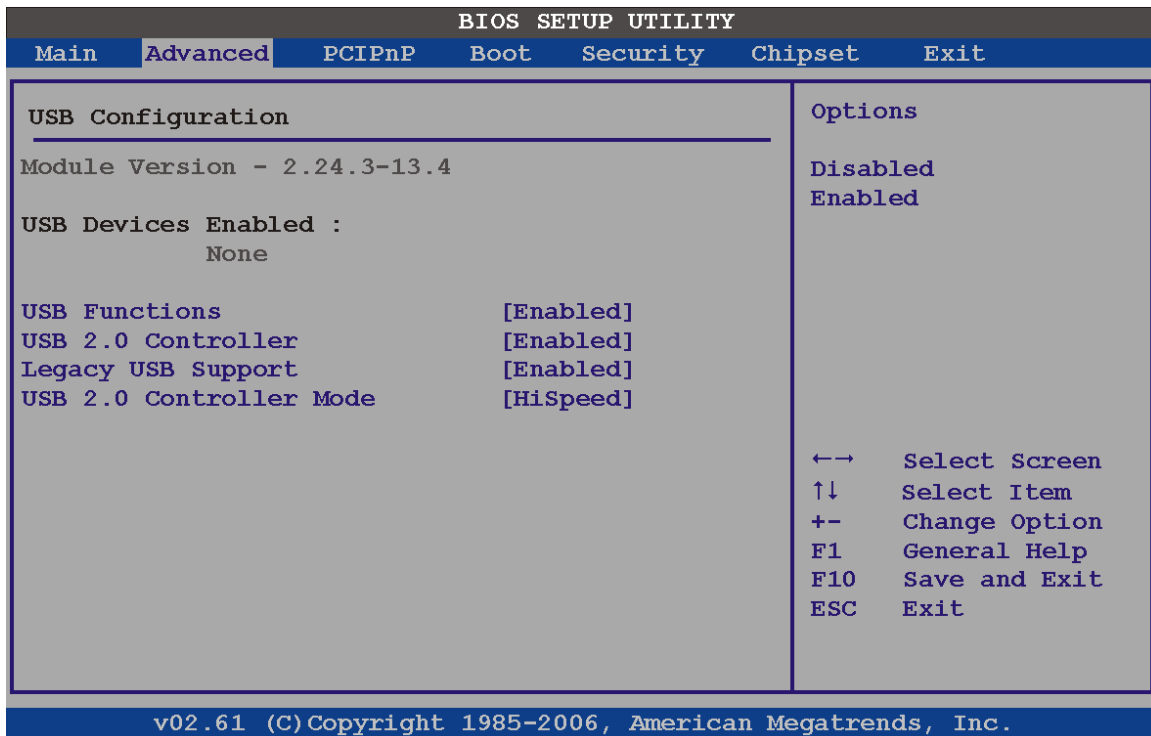 BIOS SETUP UTILITY
Main Advanced PCIPnP Boot Security Chipset Exit
USB Configuration
Module Version - 2.24.3-13.4
USB Devices Enabled :
None
USB Functions [Enabled]
USB 2.0 Controller [Enabled]
Legacy USB Support [Enabled]
USB 2.0 Controller Mode [HiSpeed]
Options
Disabled
Enabled
←→ Select Screen
↑↓ Select Item
+- Change Option
F1 General Help
F10 Save and Exit
ESC Exit
v02.61 (C)Copyright 1985-2006, American Megatrends, Inc.